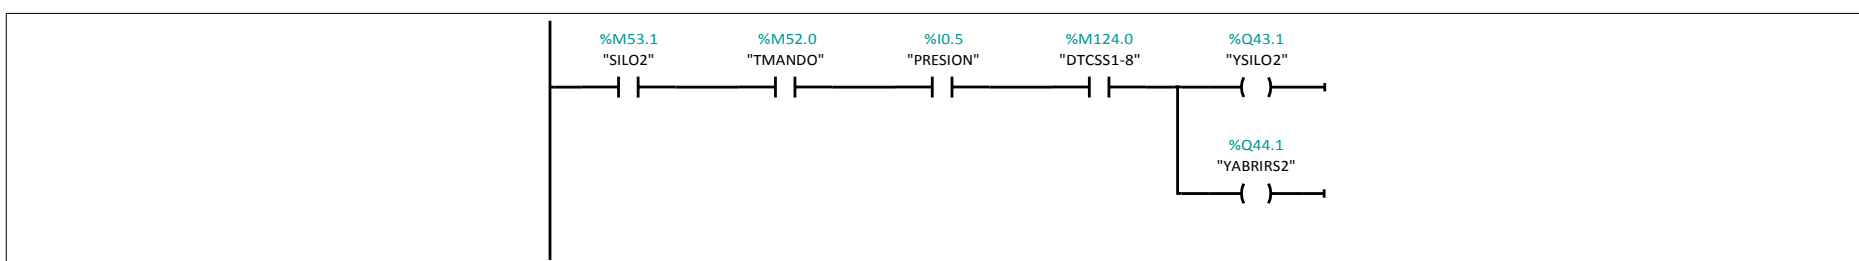 %M53.1 %M52.0 %I0.5 %M124.0 %Q43.1
"SILO2" "TMANDO" "PRESION" "DTCSS1-8" "YSILO2"
%Q44.1
"YABRIRS2"